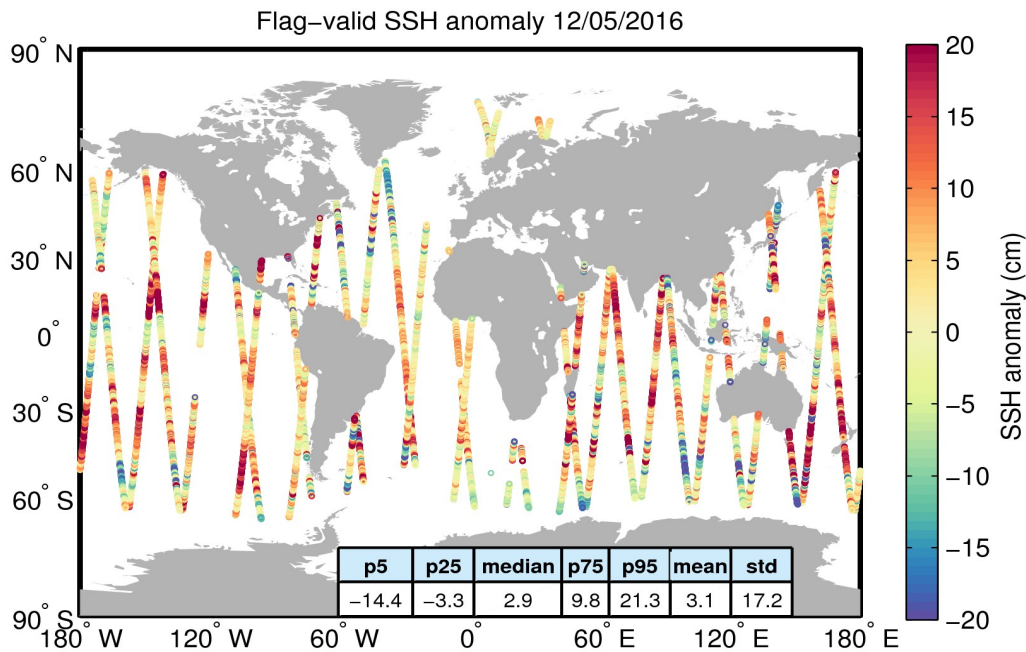 Flag−valid SSH anomaly 12/05/2016
90° N
60° N
30° N
0°
30° S
60° S
90° S
180° W
120° W
60° W
0°
60° E
120° E
180° E
p5 p25 median p75 p95 mean std
−14.4 −3.3 2.9 9.8 21.3 3.1 17.2
20
15
10
5
0
−5
−10
−15
−20
SSH anomaly (cm)